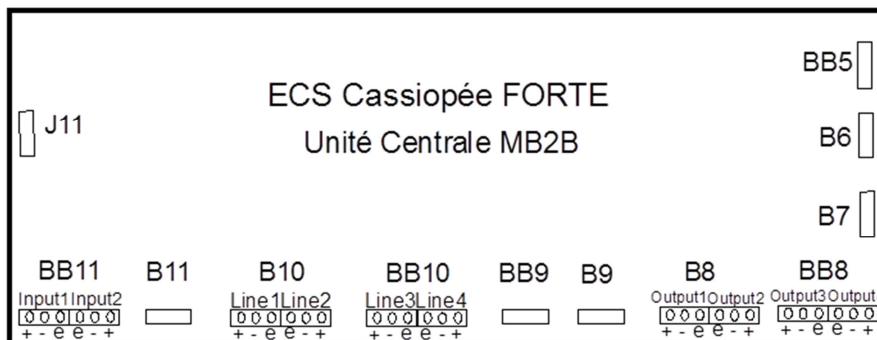 BB5
ECS Cassiopée FORTE
J11
Unité Centrale MB2B
B6
B7
BB11 B11 B10 BB10 BB9 B9 B8 BB8
Input1 Input2 Line1 Line2 Line3 Line4 Output1 Output2 Output3 Output
+ - e e - + + - e e - + + - e e - + + - e e - + + - e e - +